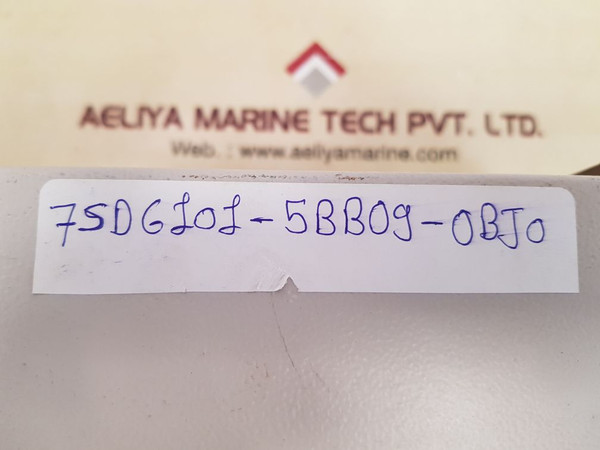 AELIYA MARINE TECH PVT. LTD.
Web. : www.aeliyamarine.com
7SD6101-5BB09-0BJ0